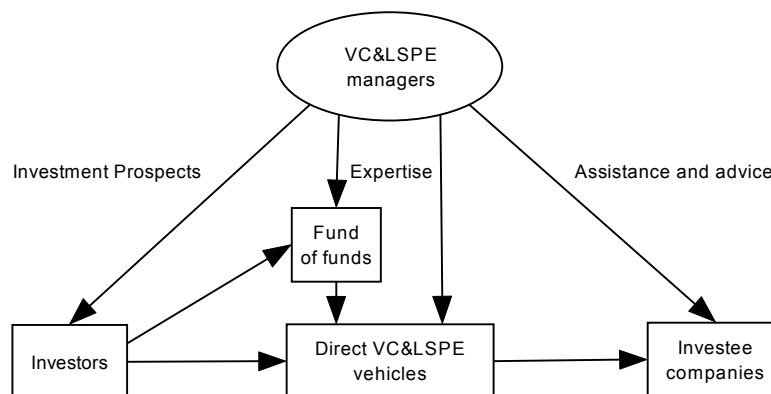 VC&LSPE
managers
Investment Prospects
Expertise
Assistance and advice
Fund
of funds
Investors
Direct VC&LSPE
vehicles
Investee
companies